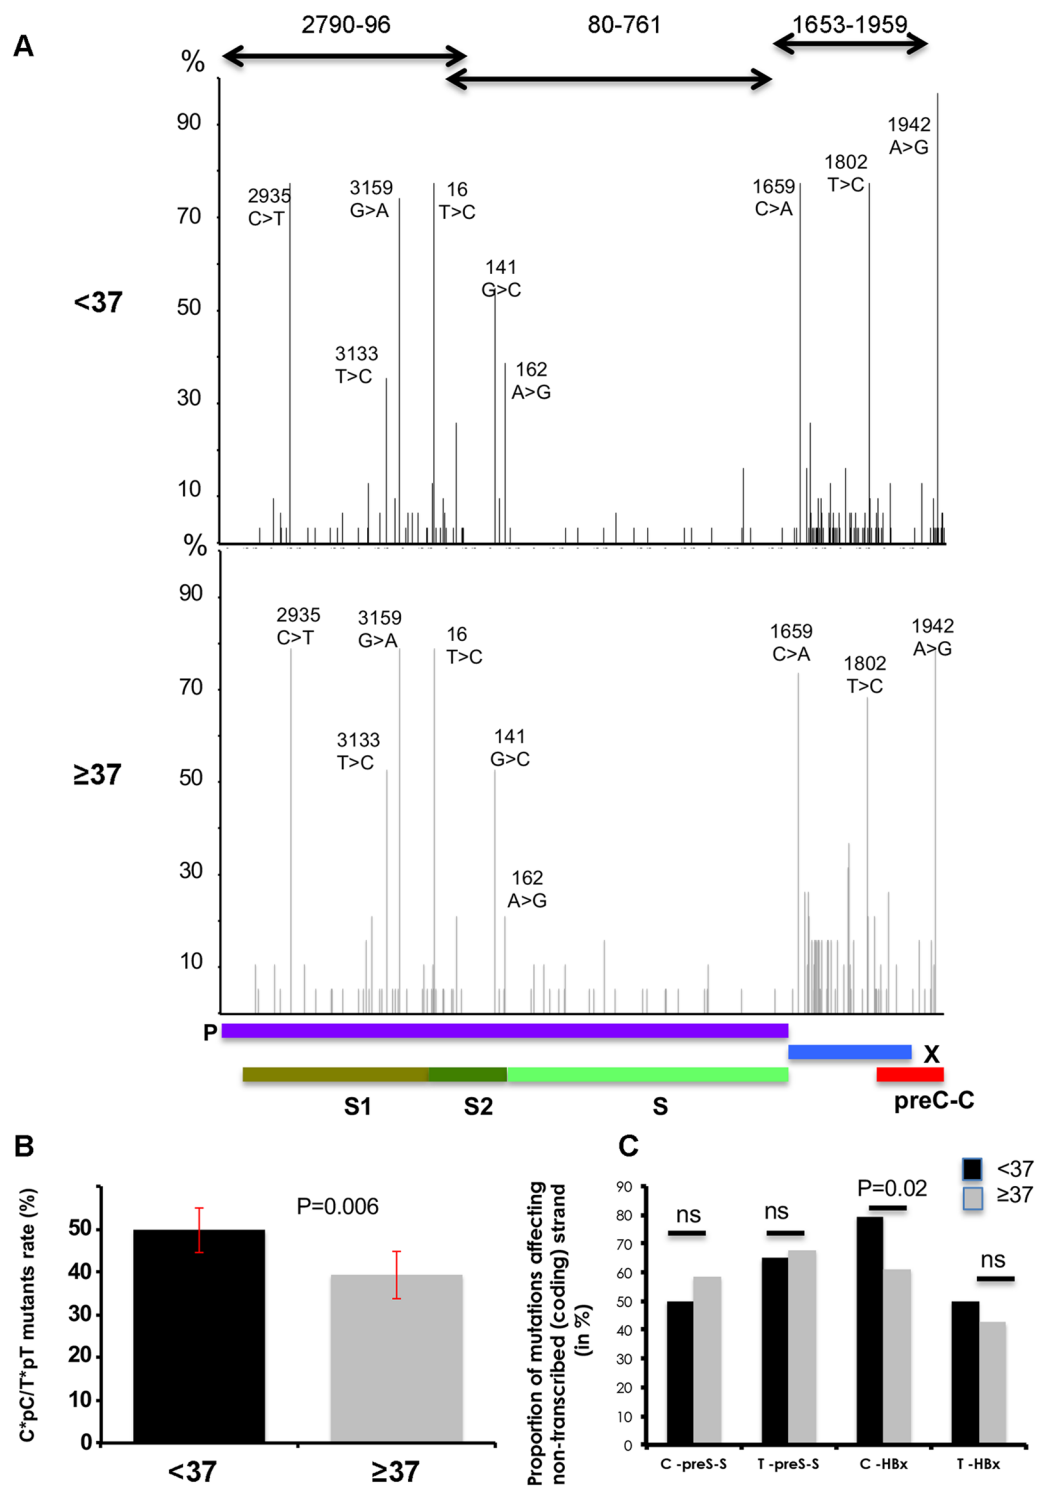 A
2790-96
80-761
1653-1959
%
90
70
50
30
10
%
<37
2935
C>T
3159
G>A
16
T>C
3133
T>C
141
G>C
162
A>G
1659
C>A
1802
T>C
1942
A>G
90
70
50
30
10
≥37
2935
C>T
3159
G>A
16
T>C
3133
T>C
141
G>C
162
A>G
1659
C>A
1802
T>C
1942
A>G
P
X
S1
S2
S
preC-C
B
C*pC/T*pT mutants rate (%)
50
40
30
20
10
0
P=0.006
<37
≥37
C
Proportion of mutations affecting
non-transcribed (coding) strand
(in %)
90
80
70
60
50
40
30
20
10
0
ns
ns
P=0.02
ns
<37
≥37
C -preS-S
T -preS-S
C -HBx
T -HBx